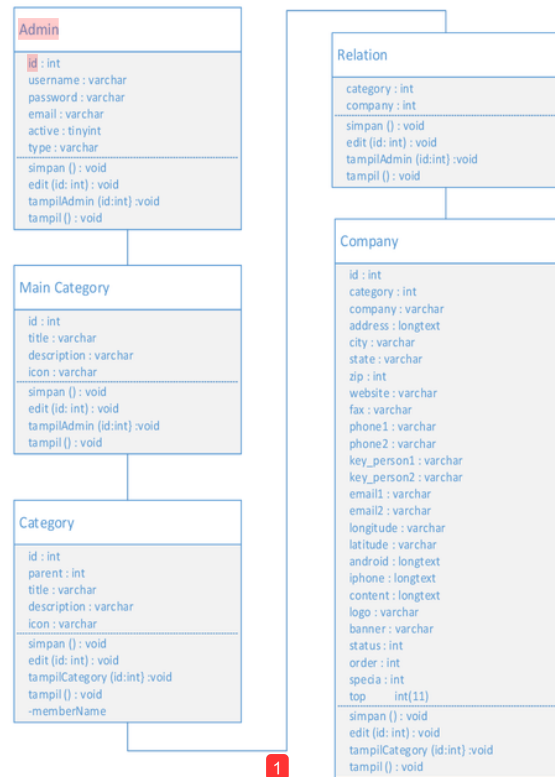 Admin
id : int
username : varchar
password : varchar
email : varchar
active : tinyint
type : varchar
simpan () : void
edit (id: int) : void
tampilAdmin (id:int} :void
tampil () : void
Main Category
id : int
title : varchar
description : varchar
icon : varchar
simpan () : void
edit (id: int) : void
tampilAdmin (id:int} :void
tampil () : void
Category
id : int
parent : int
title : varchar
description : varchar
icon : varchar
simpan () : void
edit (id: int) : void
tampilCategory (id:int} :void
tampil () : void
-memberName
Relation
category : int
company : int
simpan () : void
edit (id: int) : void
tampilAdmin (id:int} :void
tampil () : void
Company
id : int
category : int
company : varchar
address : longtext
city : varchar
state : varchar
zip : int
website : varchar
fax : varchar
phone1 : varchar
phone2 : varchar
key_person1 : varchar
key_person2 : varchar
email1 : varchar
email2 : varchar
longitude : varchar
latitude : varchar
android : longtext
iphone : longtext
content : longtext
logo : varchar
banner : varchar
status : int
order : int
specia : int
top int(11)
simpan () : void
edit (id: int) : void
tampilCategory (id:int} :void
tampil () : void
1